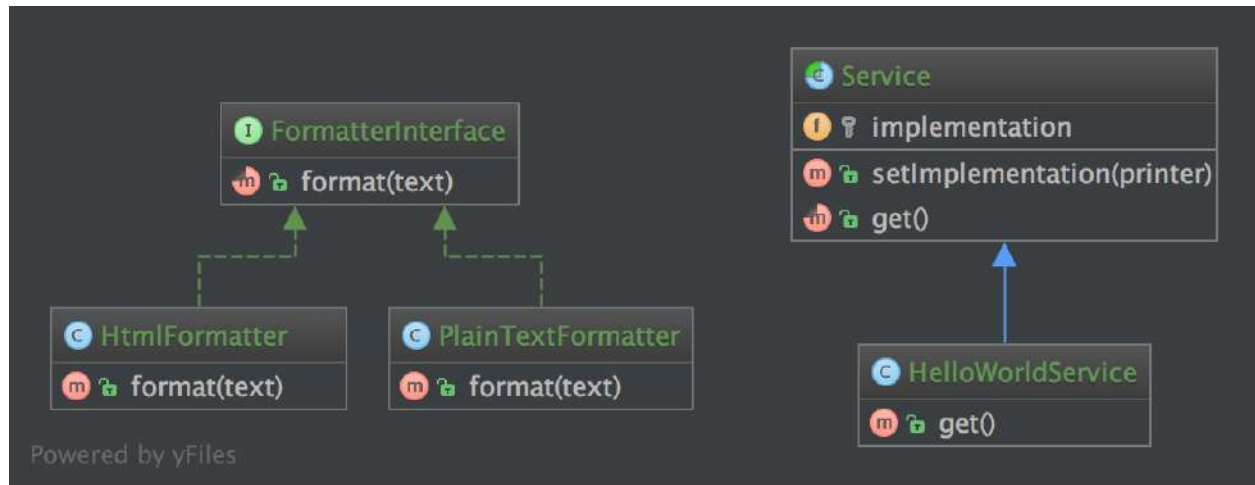 FormatterInterface
format(text)
HtmlFormatter
format(text)
PlainTextFormatter
format(text)
Service
implementation
setImplementation(printer)
get()
HelloWorldService
get()
Powered by yFiles